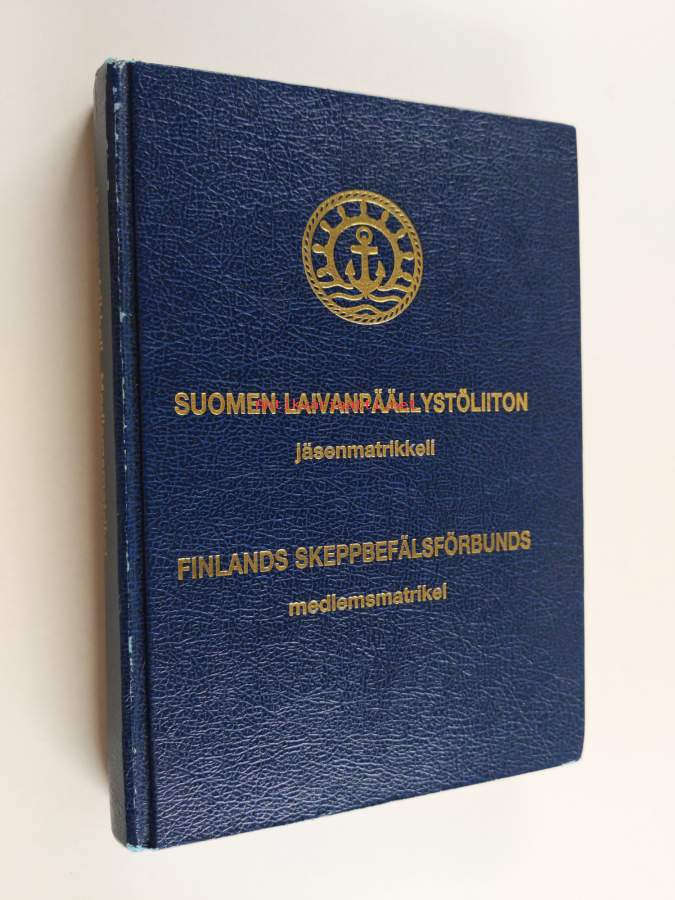 SUOMEN LAIVANPÄÄLLYSTÖLIITON
jäsenmatrikkeli
FINLANDS SKEPPBEFÄLSFÖRBUNDS
medlemsmatrikel